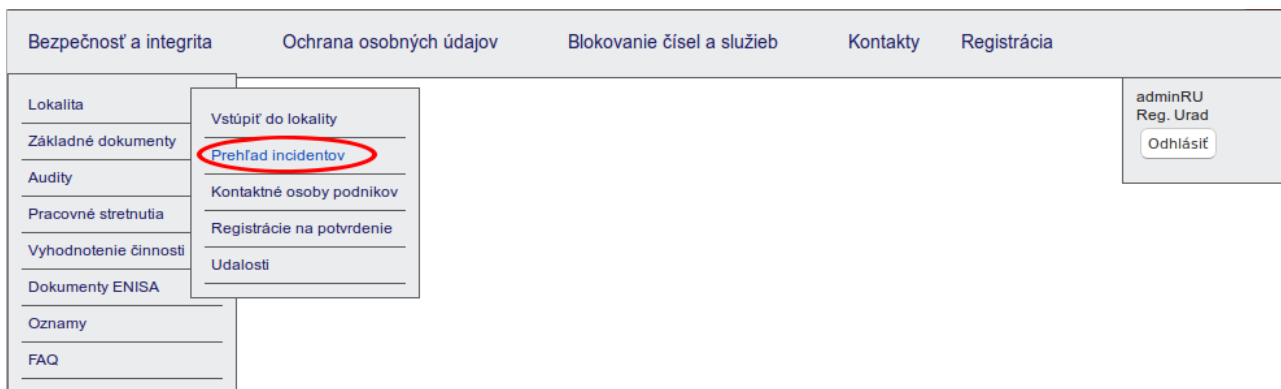 Bezpečnosť a integrita Ochrana osobných údajov Blokovanie čísel a služieb Kontakty Registrácia
Lokalita
Základné dokumenty
Audity
Pracovné stretnutia
Vyhodnotenie činnosti
Dokumenty ENISA
Oznamy
FAQ
Vstúpiť do lokality
Prehľad incidentov
Kontaktné osoby podnikov
Registrácie na potvrdenie
Udalosti
adminRU
Reg. Urad
Odhlásiť